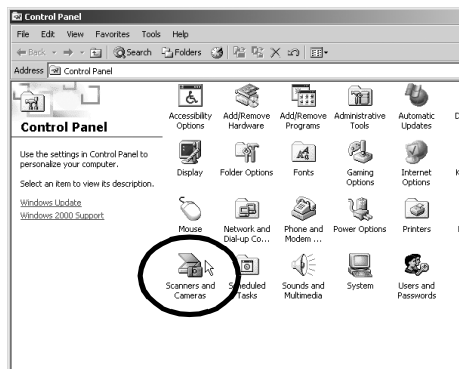 Control Panel
File Edit View Favorites Tools Help
Back Search Folders
Address Control Panel
Control Panel
Use the settings in Control Panel to
personalize your computer.
Select an item to view its description.
Windows Update
Windows 2000 Support
Accessibility Options
Add/Remove Hardware
Add/Remove Programs
Administrative Tools
Automatic Updates
Display
Folder Options
Fonts
Gaming Options
Internet Options
Mouse
Network and Dial-up Co...
Phone and Modem ...
Power Options
Printers
Scanners and Cameras
Scheduled Tasks
Sounds and Multimedia
System
Users and Passwords